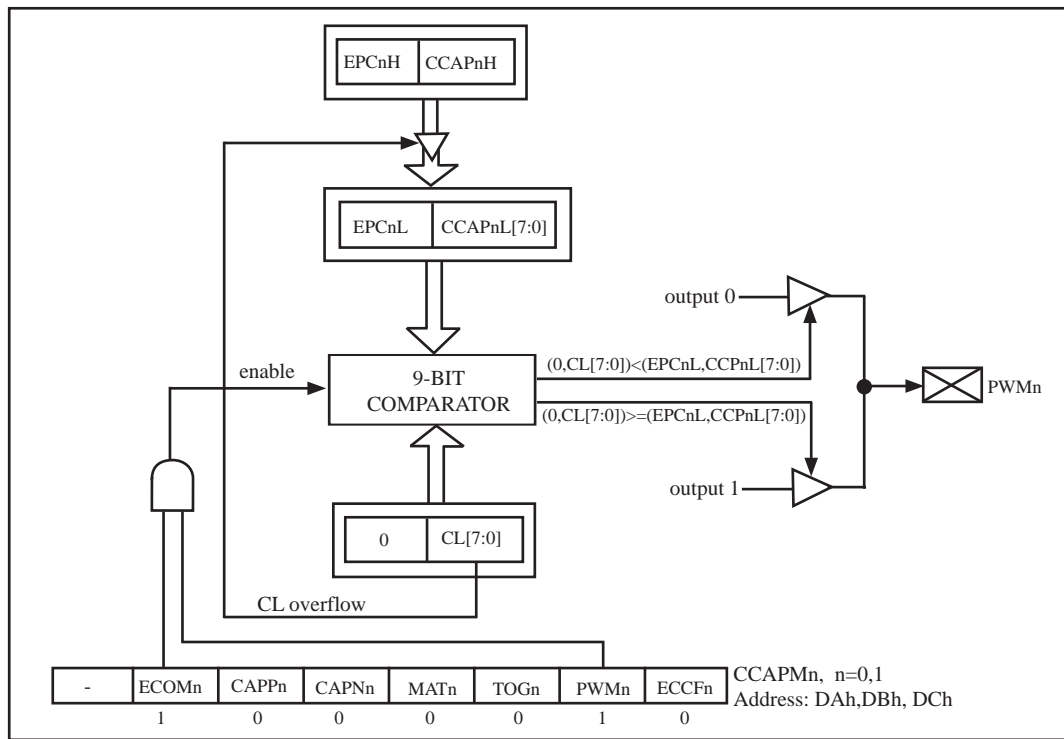 EPCnH CCAPnH
EPCnL CCAPnL[7:0]
output 0
(0,CL[7:0])<(EPCnL,CCPnL[7:0])
enable
9-BIT
COMPARATOR
PWMn
(0,CL[7:0])>=(EPCnL,CCPnL[7:0])
output 1
0 CL[7:0]
CL overflow
- ECOMn CAPPn CAPNn MATn TOGn PWMn ECCFn
CCAPMn, n=0,1
Address: DAh,DBh, DCh
1 0 0 0 0 1 0